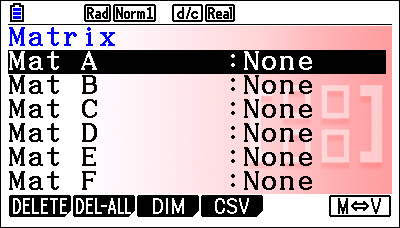 Rad Norm1 d/c Real
Matrix
Mat A :None
Mat B :None
Mat C :None
Mat D :None
Mat E :None
Mat F :None
DELETE DEL-ALL DIM CSV M⇔V